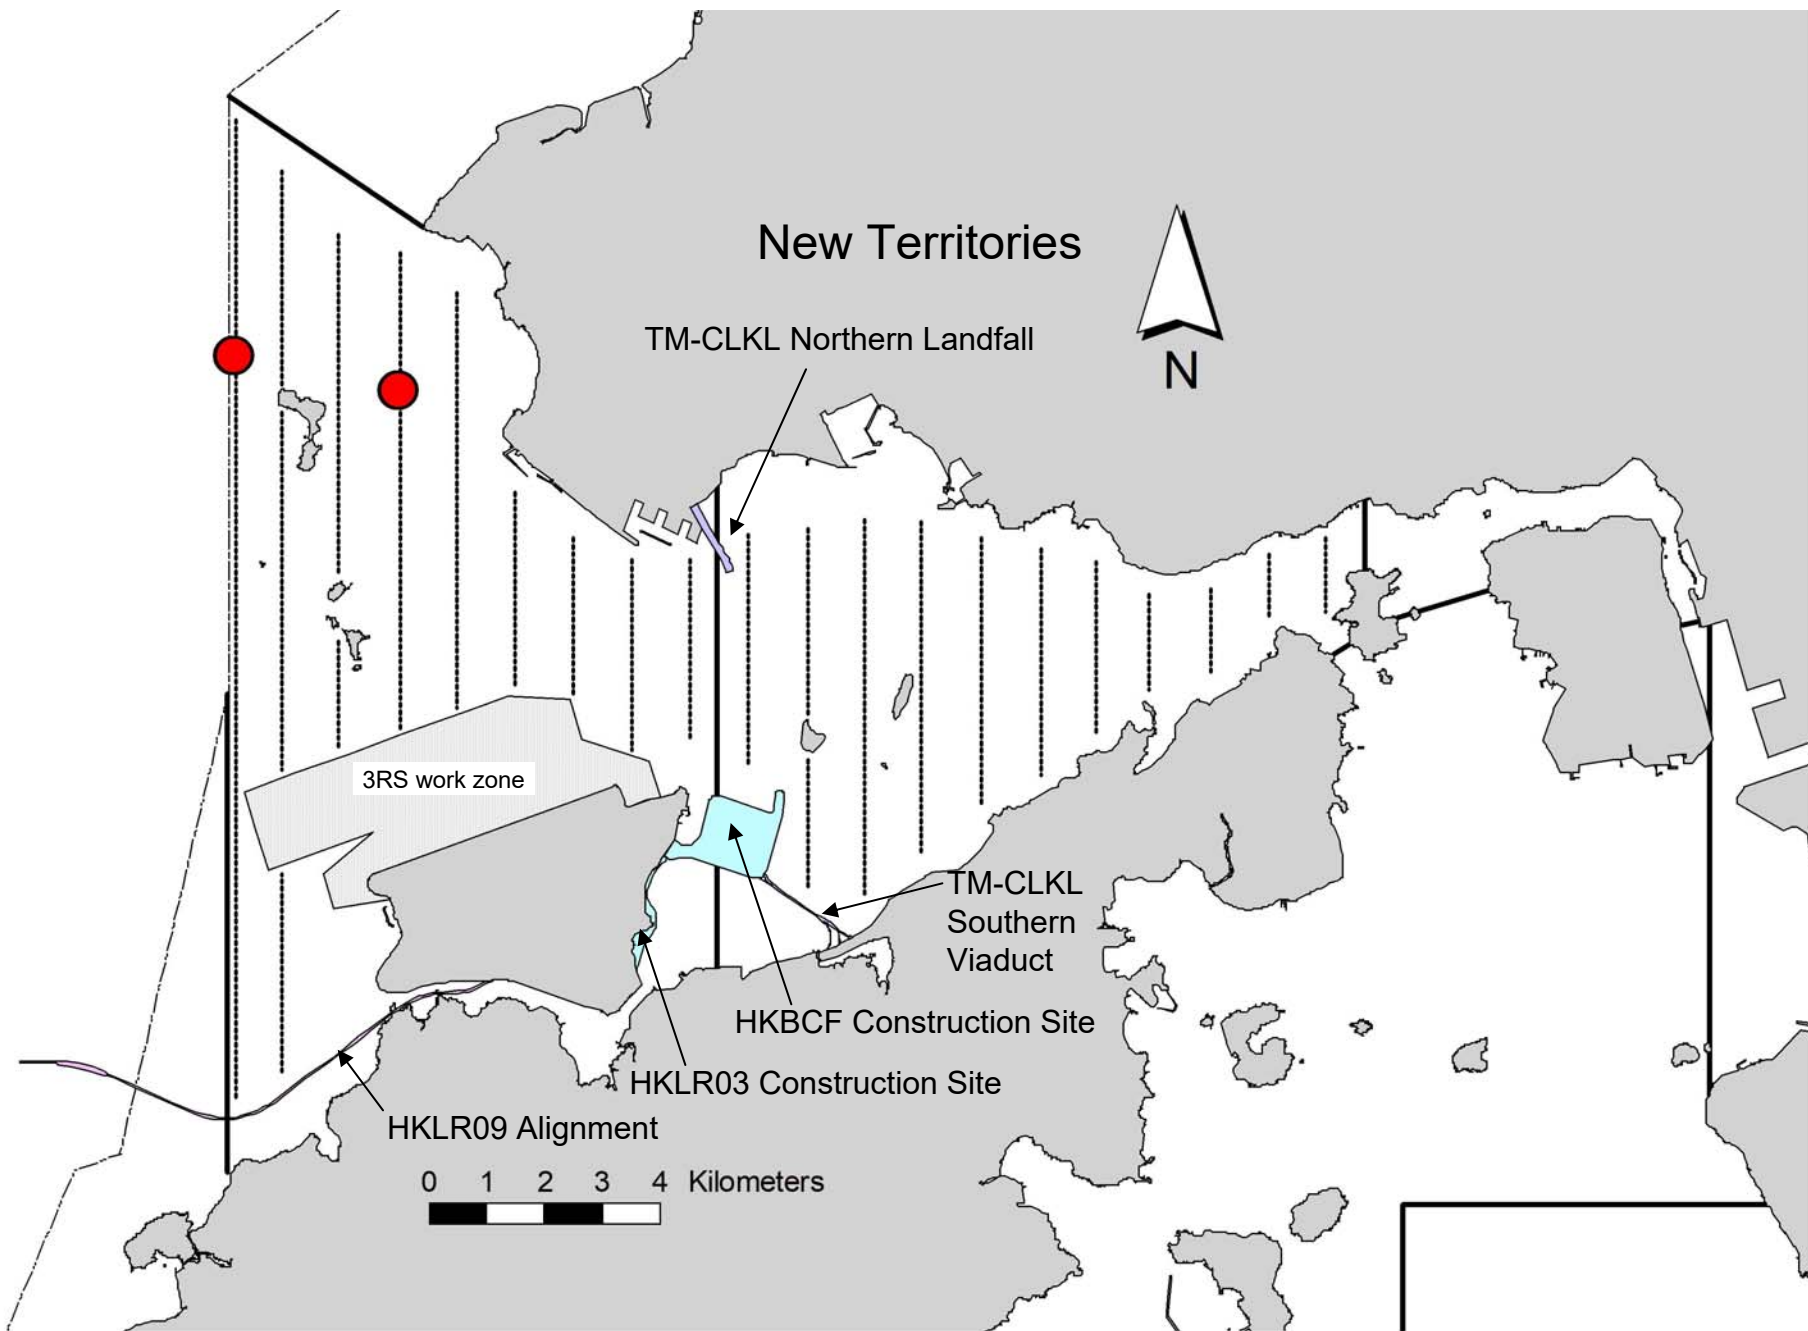 New Territories
TM-CLKL Northern Landfall
N
3RS work zone
TM-CLKL
Southern
Viaduct
HKBCF Construction Site
HKLR03 Construction Site
HKLR09 Alignment
0 1 2 3 4 Kilometers